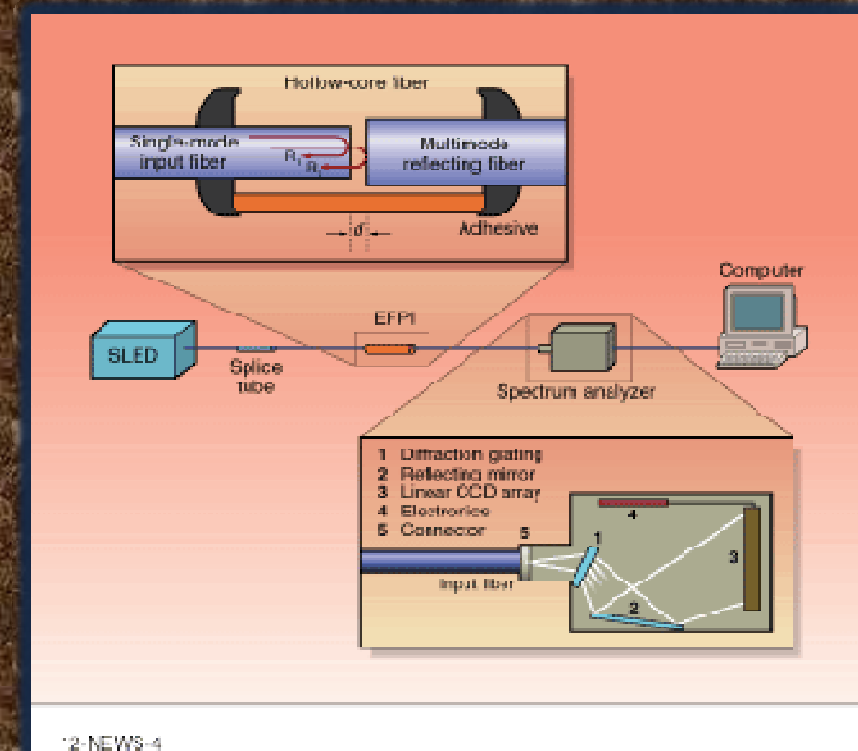 Hollow-core fiber
Single-mode
input fiber
R₁
R₂
Multimode
reflecting fiber
d
Adhesive
Computer
EFPI
SLED
Splice
tube
Spectrum analyzer
1 Diffraction grating
2 Reflecting mirror
3 Linear CCD array
4 Electronics
5 Connector
5
1
4
3
Input fiber
2
12-NEWS-4